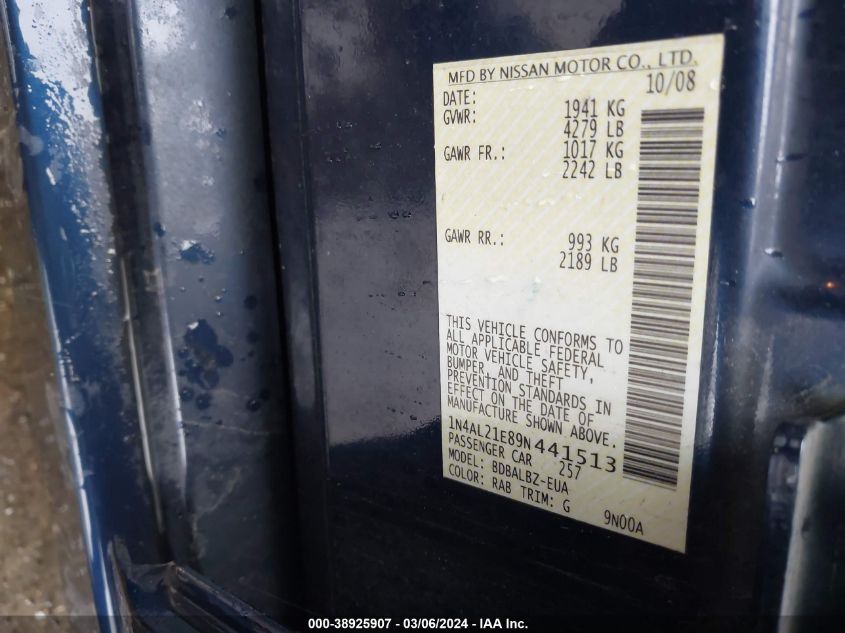 MFD BY NISSAN MOTOR CO., LTD.
DATE: 10/08
GVWR: 1941 KG
4279 LB
GAWR FR.: 1017 KG
2242 LB
GAWR RR.: 993 KG
2189 LB
THIS VEHICLE CONFORMS TO
ALL APPLICABLE FEDERAL
MOTOR VEHICLE SAFETY,
BUMPER, AND THEFT
PREVENTION STANDARDS IN
EFFECT ON THE DATE OF
MANUFACTURE SHOWN ABOVE.
1N4AL21E89N441513
PASSENGER CAR 257
MODEL: BDBALBZ-EUA
COLOR: RAB TRIM: G 9N00A
000-38925907 - 03/06/2024 - IAA Inc.